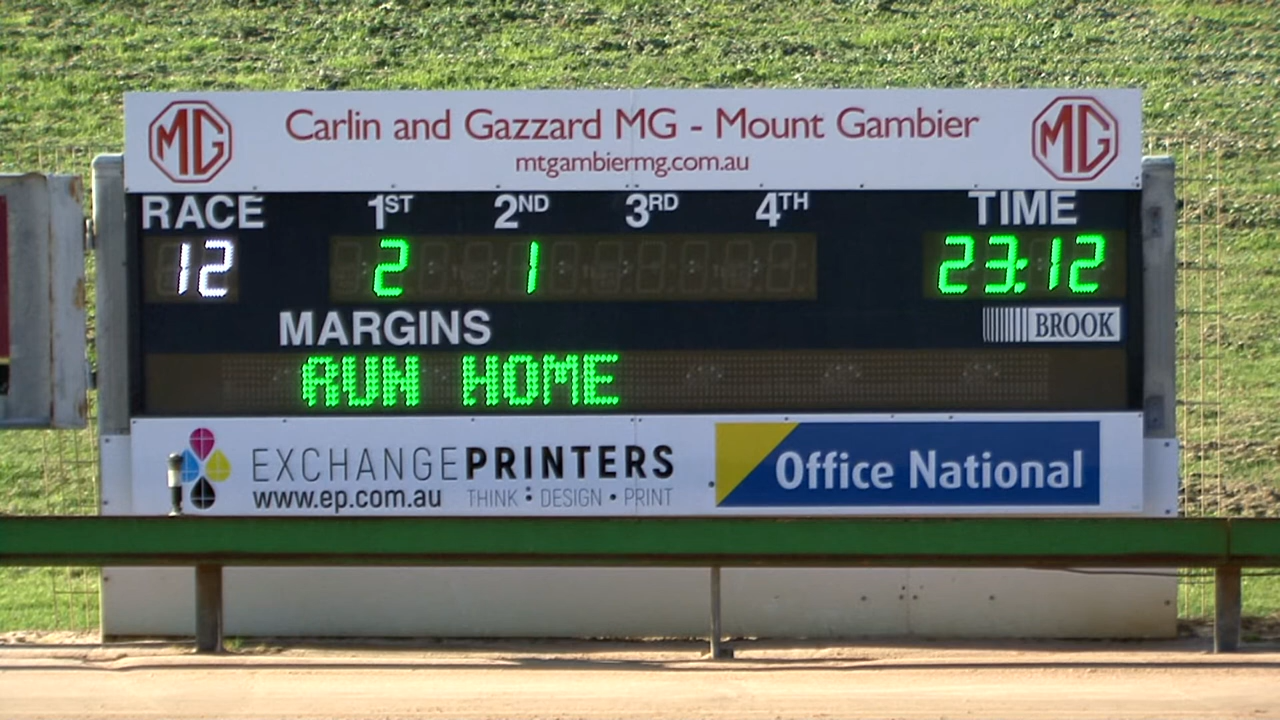 MG Carlin and Gazzard MG - Mount Gambier MG
mtgambiermg.com.au
RACE 1ST 2ND 3RD 4TH TIME
12 2 1 23:12
MARGINS BROOK
RUN HOME
EXCHANGEPRINTERS Office National
www.ep.com.au THINK : DESIGN • PRINT